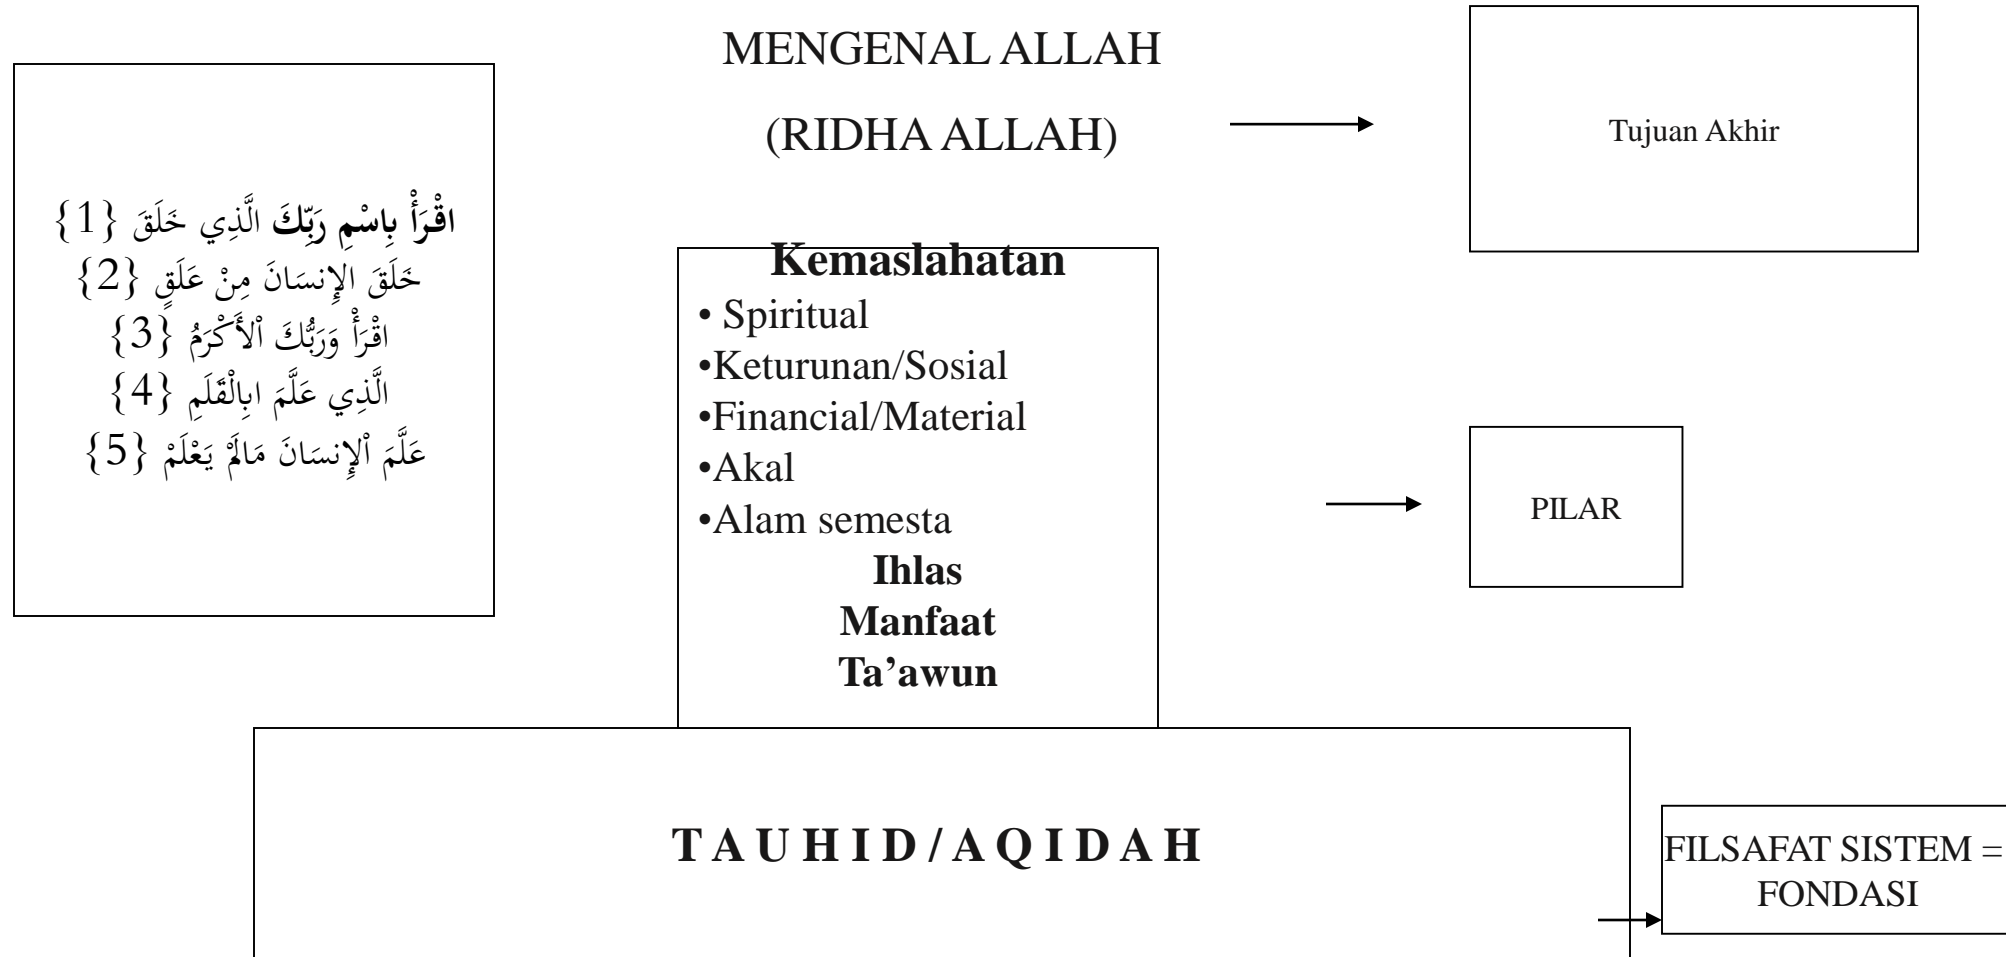 MENGENAL ALLAH
(RIDHA ALLAH)
Tujuan Akhir
اقْرَأْ بِاسْمِ رَبِّكَ الَّذِي خَلَقَ {1}
خَلَقَ الإِنسَانَ مِنْ عَلَقٍ {2}
اقْرَأْ وَرَبُّكَ اْلأَكْرَمُ {3}
الَّذِي عَلَّمَ ابِالْقَلَمِ {4}
عَلَّمَ اْلإِنسَانَ مَالَمْ يَعْلَمْ {5}
Kemaslahatan
• Spiritual
•Keturunan/Sosial
•Financial/Material
•Akal
•Alam semesta
Ihlas
Manfaat
Ta’awun
PILAR
T A U H I D / A Q I D A H
FILSAFAT SISTEM =
FONDASI